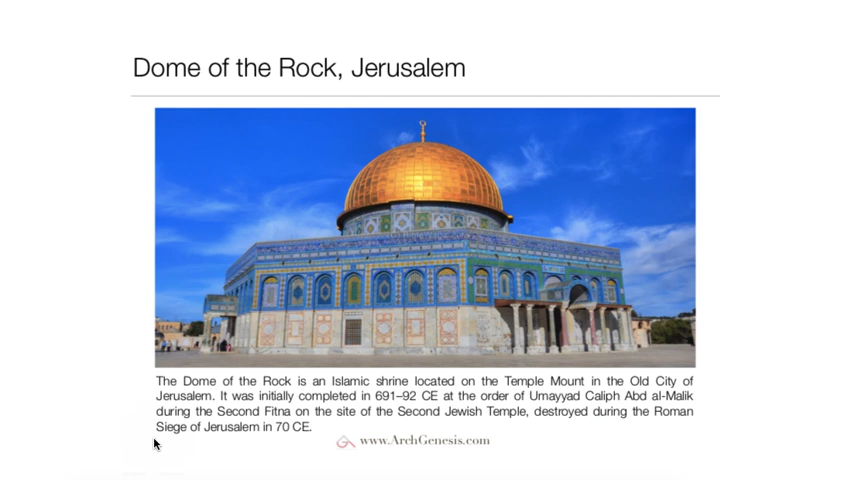 Dome of the Rock, Jerusalem
The Dome of the Rock is an Islamic shrine located on the Temple Mount in the Old City of
Jerusalem. It was initially completed in 691–92 CE at the order of Umayyad Caliph Abd al-Malik
during the Second Fitna on the site of the Second Jewish Temple, destroyed during the Roman
Siege of Jerusalem in 70 CE.
www.ArchGenesis.com